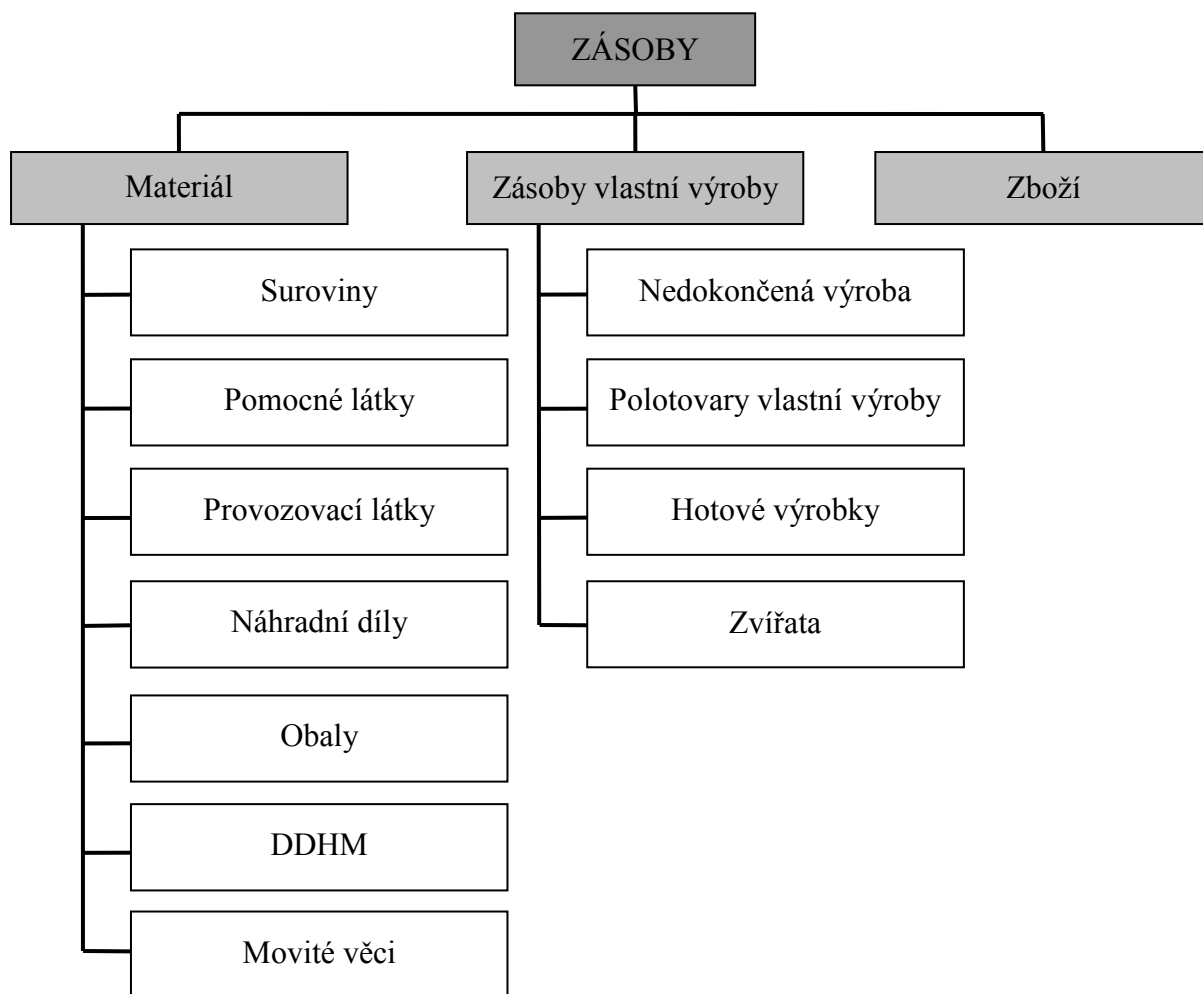 ZÁSOBY
Materiál
Zásoby vlastní výroby
Zboží
Suroviny
Pomocné látky
Provozovací látky
Náhradní díly
Obaly
DDHM
Movité věci
Nedokončená výroba
Polotovary vlastní výroby
Hotové výrobky
Zvířata